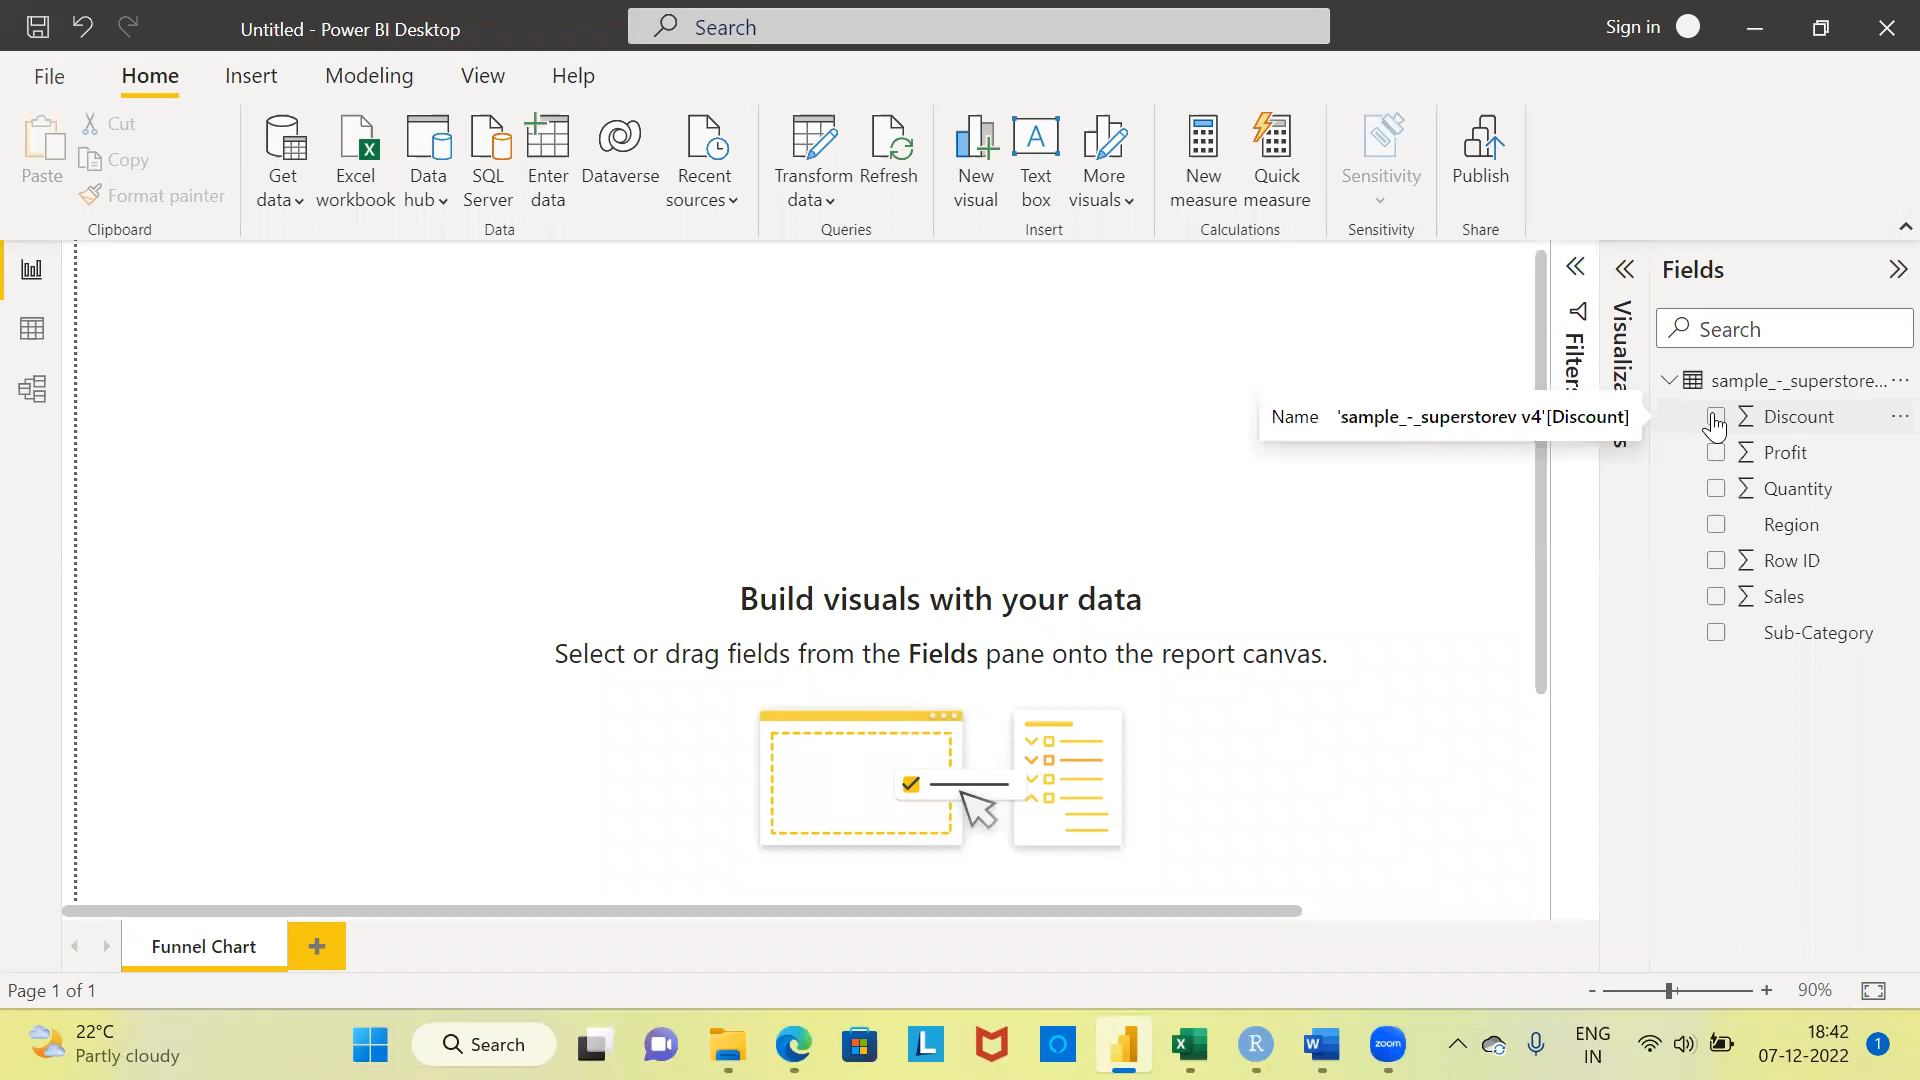 Untitled - Power BI Desktop
Search
Sign in
File
Home
Insert
Modeling
View
Help
Paste
Cut
Copy
Format painter
Clipboard
Get data
Excel workbook
Data hub
SQL Server
Enter data
Dataverse
Recent sources
Data
Transform data
Refresh
Queries
New visual
Text box
More visuals
Insert
New measure
Quick measure
Calculations
Sensitivity
Sensitivity
Publish
Share
Filters
Fields
Search
sample_-_superstore...
Name 'sample_-_superstorev v4'[Discount]
Discount
Profit
Quantity
Region
Row ID
Sales
Sub-Category
Build visuals with your data
Select or drag fields from the Fields pane onto the report canvas.
Funnel Chart
Page 1 of 1
90%
22°C
Partly cloudy
Search
L
X
R
W
zoom
ENG
IN
18:42
07-12-2022
1